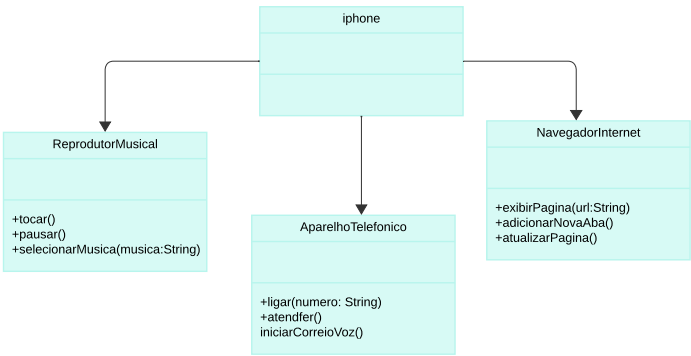 iphone
ReprodutorMusical
+tocar()
+pausar()
+selecionarMusica(musica:String)
AparelhoTelefonico
+ligar(numero: String)
+atendfer()
iniciarCorreioVoz()
NavegadorInternet
+exibirPagina(url:String)
+adicionarNovaAba()
+atualizarPagina()